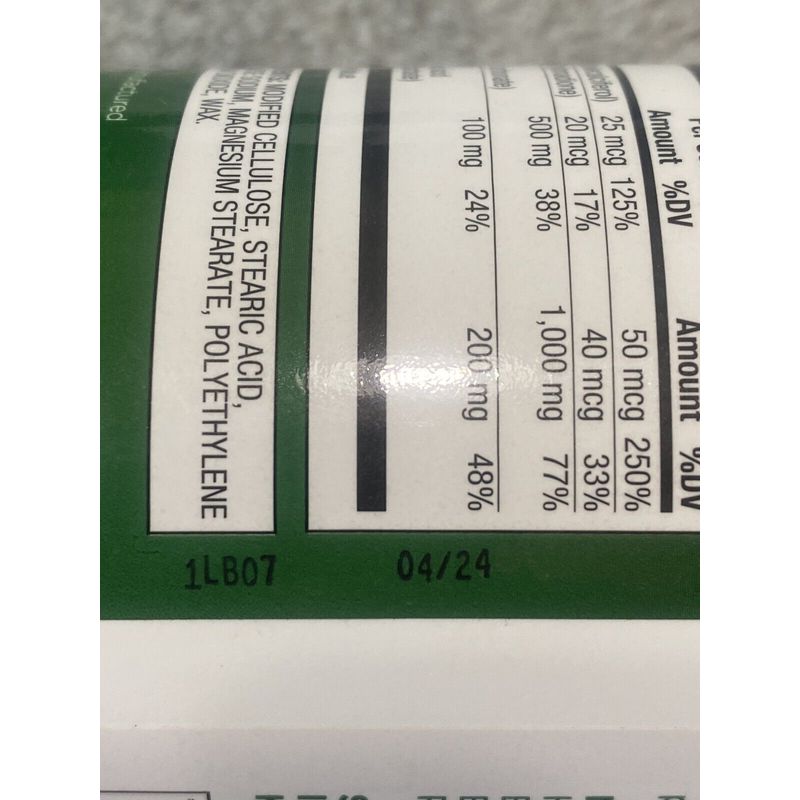 Amount %DV Amount %DV
25 mcg 125% 50 mcg 250%
20 mcg 17% 40 mcg 33%
500 mg 38% 1,000 mg 77%
100 mg 24% 200 mg 48%
MODIFIED CELLULOSE, STEARIC ACID,
SODIUM, MAGNESIUM STEARATE, POLYETHYLENE
WAX.
1LB07 04/24